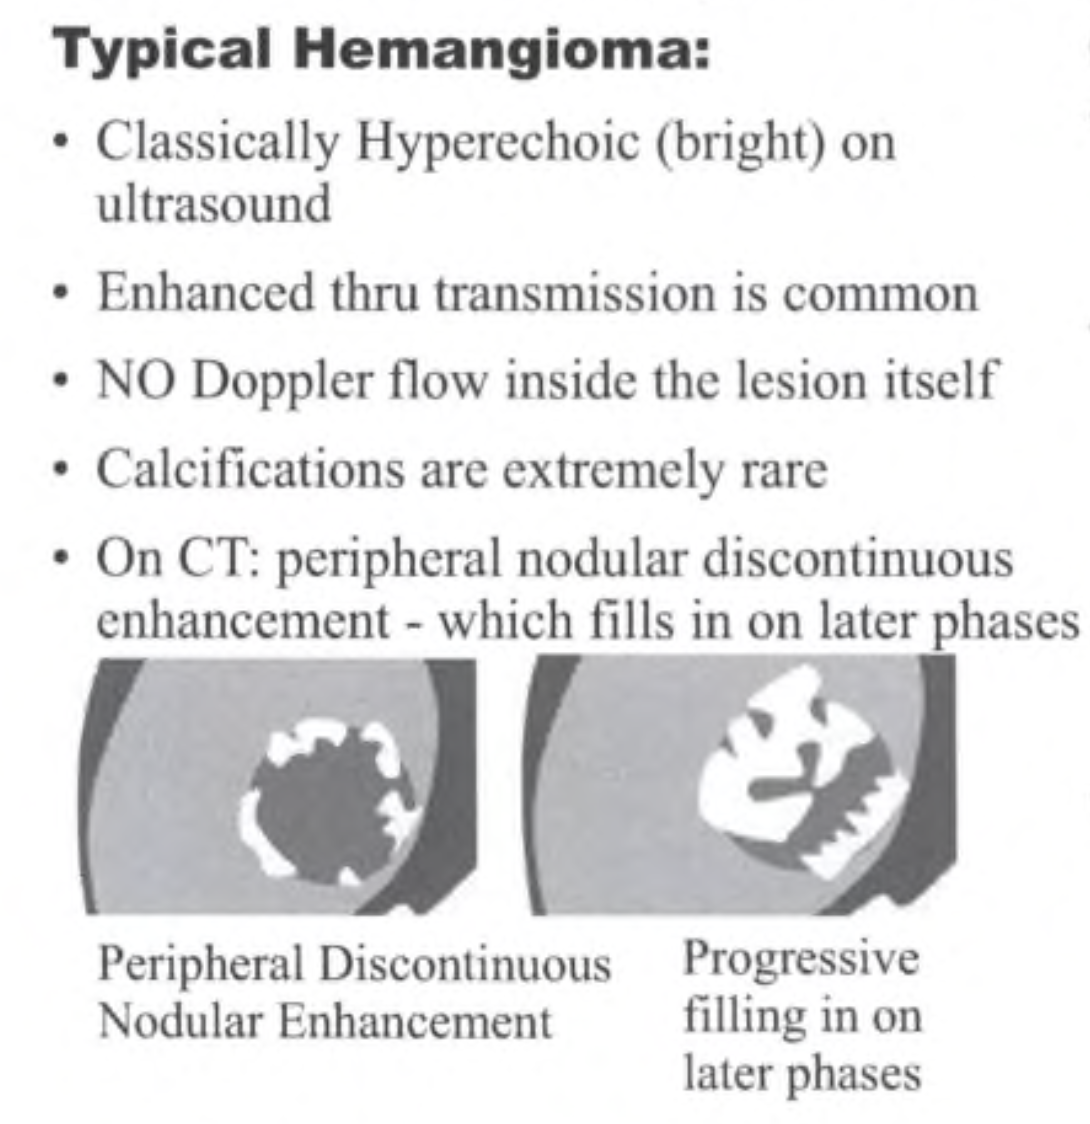 Typical Hemangioma:
• Classically Hyperechoic (bright) on
ultrasound
• Enhanced thru transmission is common
• NO Doppler flow inside the lesion itself
• Calcifications are extremely rare
• On CT: peripheral nodular discontinuous
enhancement - which fills in on later phases
Peripheral Discontinuous
Nodular Enhancement
Progressive
filling in on
later phases